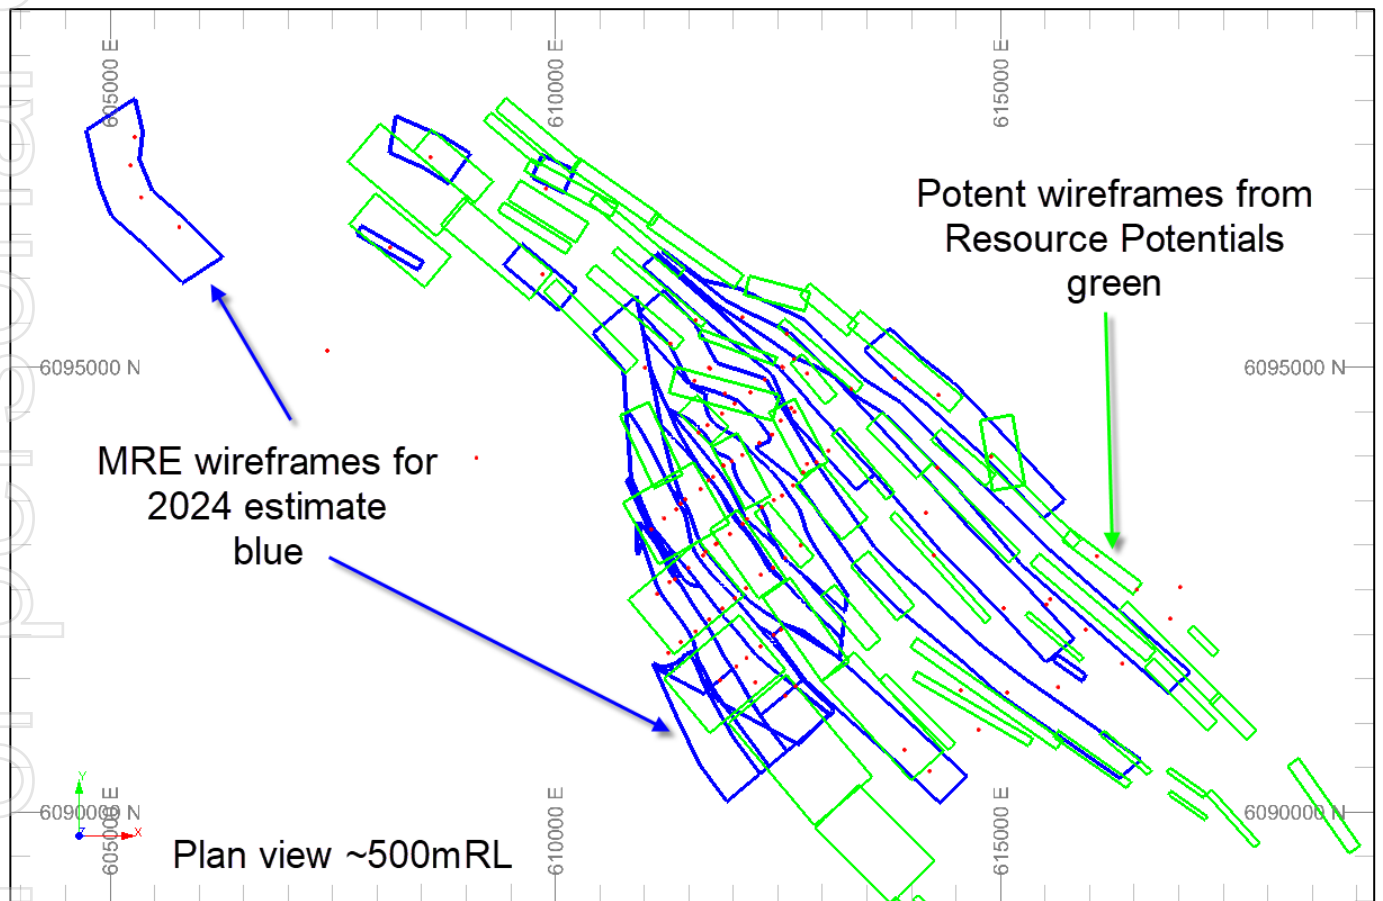 605000 E
610000 E
615000 E
Potent wireframes from
Resource Potentials
green
6095000 N
6095000 N
MRE wireframes for
2024 estimate
blue
Y
Z
X
6090000 N
6090000 N
605000 E
610000 E
615000 E
Plan view ~500mRL